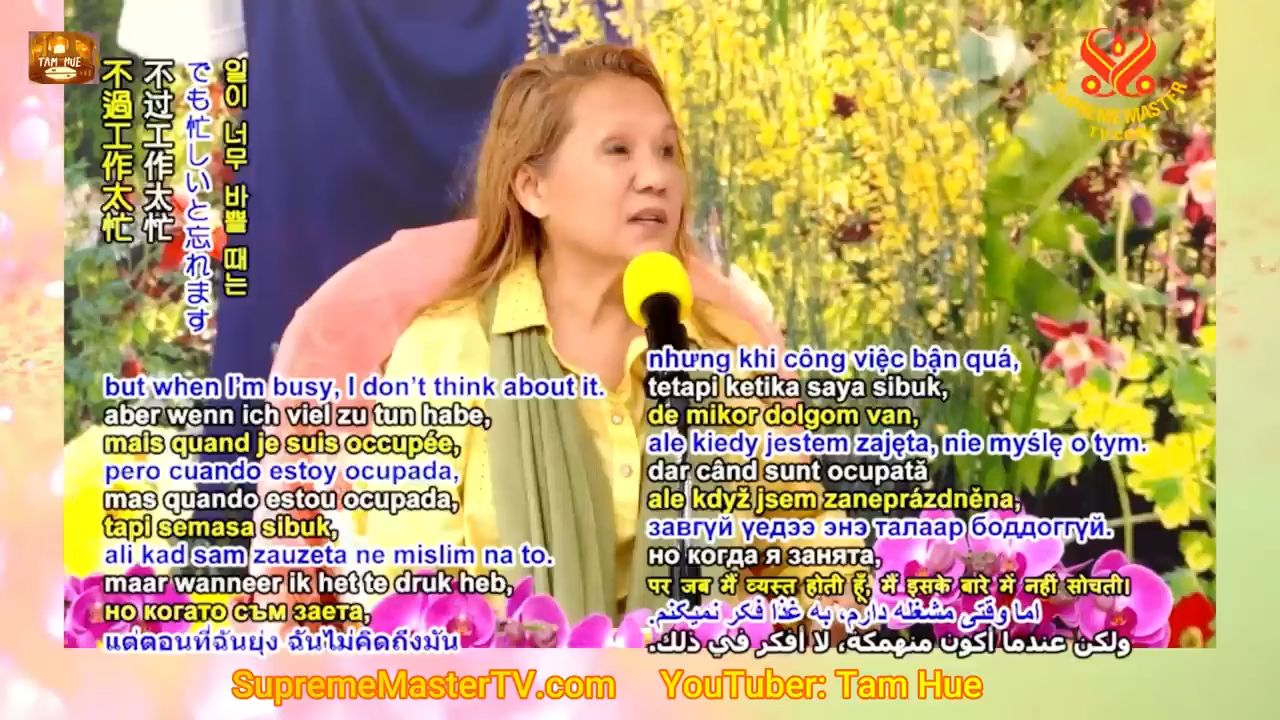 TAM HUE
SUPREME MASTER
TV.com
不過工作太忙
不过工作太忙
でも忙しいと忘れます
일이 너무 바쁠 때는
but when I'm busy, I don't think about it.
aber wenn ich viel zu tun habe,
mais quand je suis occupée,
pero cuando estoy ocupada,
mas quando estou ocupada,
tapi semasa sibuk,
ali kad sam zauzeta ne mislim na to.
maar wanneer ik het te druk heb,
но когато съм заета,
แต่ตอนที่ฉันยุ่ง ฉันไม่คิดถึงมัน
nhưng khi công việc bận quá,
tetapi ketika saya sibuk,
de mikor dolgom van,
ale kiedy jestem zajęta, nie myślę o tym.
dar când sunt ocupată
ale když jsem zaneprázdněna,
завгүй үедээ энэ талаар боддоггүй.
но когда я занята,
पर जब मैं व्यस्त होती हूँ, मैं इसके बारे में नहीं सोचती।
اما وقتی مشغله دارم، به غذا فکر نمیکنم.
ولكن عندما أكون منهمكة، لا أفكر في ذلك.
SupremeMasterTV.com YouTuber: Tam Hue